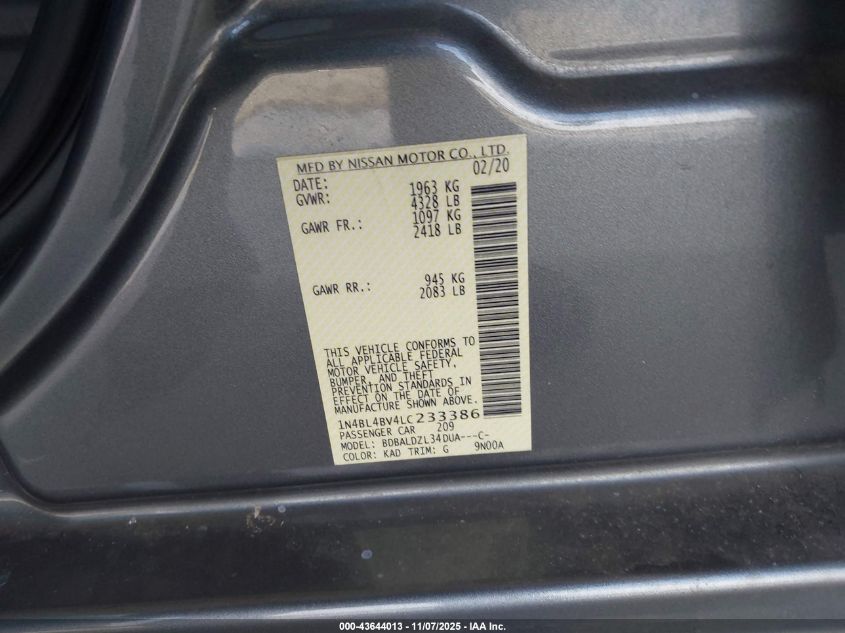 MFD BY NISSAN MOTOR CO., LTD.
DATE: 02/20
GVWR: 1963 KG
4328 LB
GAWR FR.: 1097 KG
2418 LB
GAWR RR.: 945 KG
2083 LB
THIS VEHICLE CONFORMS TO
ALL APPLICABLE FEDERAL
MOTOR VEHICLE SAFETY,
BUMPER, AND THEFT
PREVENTION STANDARDS IN
EFFECT ON THE DATE OF
MANUFACTURE SHOWN ABOVE.
1N4BL4BV4LC233386
PASSENGER CAR 209
MODEL: BDBALDZL34DUA---C-
COLOR: KAD TRIM: G 9N00A
000-43644013 - 11/07/2025 - IAA Inc.